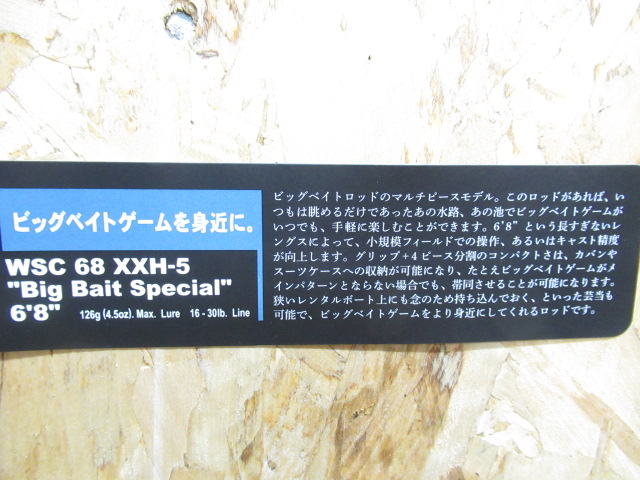 ビッグベイトゲームを身近に。
WSC 68 XXH-5
"Big Bait Special"
6'8" 126g (4.5oz). Max. Lure 16 - 30lb. Line
ビッグベイトロッドのマルチピースモデル。このロッドがあれば、い
つもは眺めるだけであったあの水路、あの池でビッグベイトゲームが
いつでも、手軽に楽しむことができます。6'8" という長すぎない
レングスによって、小規模フィールドでの操作、あるいはキャスト精度
が向上します。グリップ+4 ピース分割のコンパクトさは、カバンや
スーツケースへの収納が可能になり、たとえビッグベイトゲームがメ
インパターンとならない場合でも、帯同させることが可能になります。
狭いレンタルボート上にも念のため持ち込んでおく、といった芸当も
可能で、ビッグベイトゲームをより身近にしてくれるロッドです。